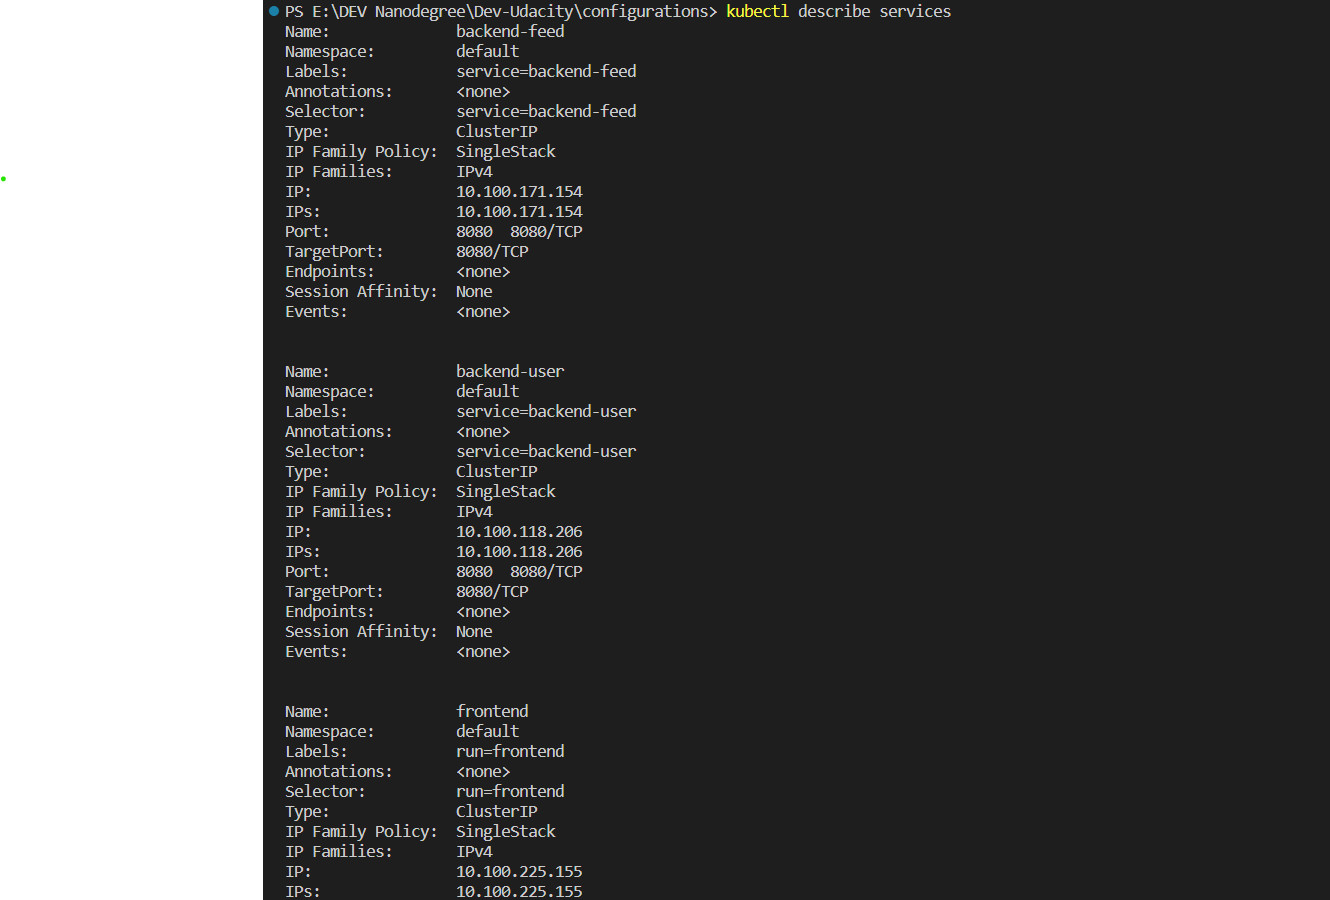 PS E:\DEV Nanodegree\Dev-Udacity\configurations> kubectl describe services
Name: backend-feed
Namespace: default
Labels: service=backend-feed
Annotations: <none>
Selector: service=backend-feed
Type: ClusterIP
IP Family Policy: SingleStack
IP Families: IPv4
IP: 10.100.171.154
IPs: 10.100.171.154
Port: 8080 8080/TCP
TargetPort: 8080/TCP
Endpoints: <none>
Session Affinity: None
Events: <none>
Name: backend-user
Namespace: default
Labels: service=backend-user
Annotations: <none>
Selector: service=backend-user
Type: ClusterIP
IP Family Policy: SingleStack
IP Families: IPv4
IP: 10.100.118.206
IPs: 10.100.118.206
Port: 8080 8080/TCP
TargetPort: 8080/TCP
Endpoints: <none>
Session Affinity: None
Events: <none>
Name: frontend
Namespace: default
Labels: run=frontend
Annotations: <none>
Selector: run=frontend
Type: ClusterIP
IP Family Policy: SingleStack
IP Families: IPv4
IP: 10.100.225.155
IPs: 10.100.225.155